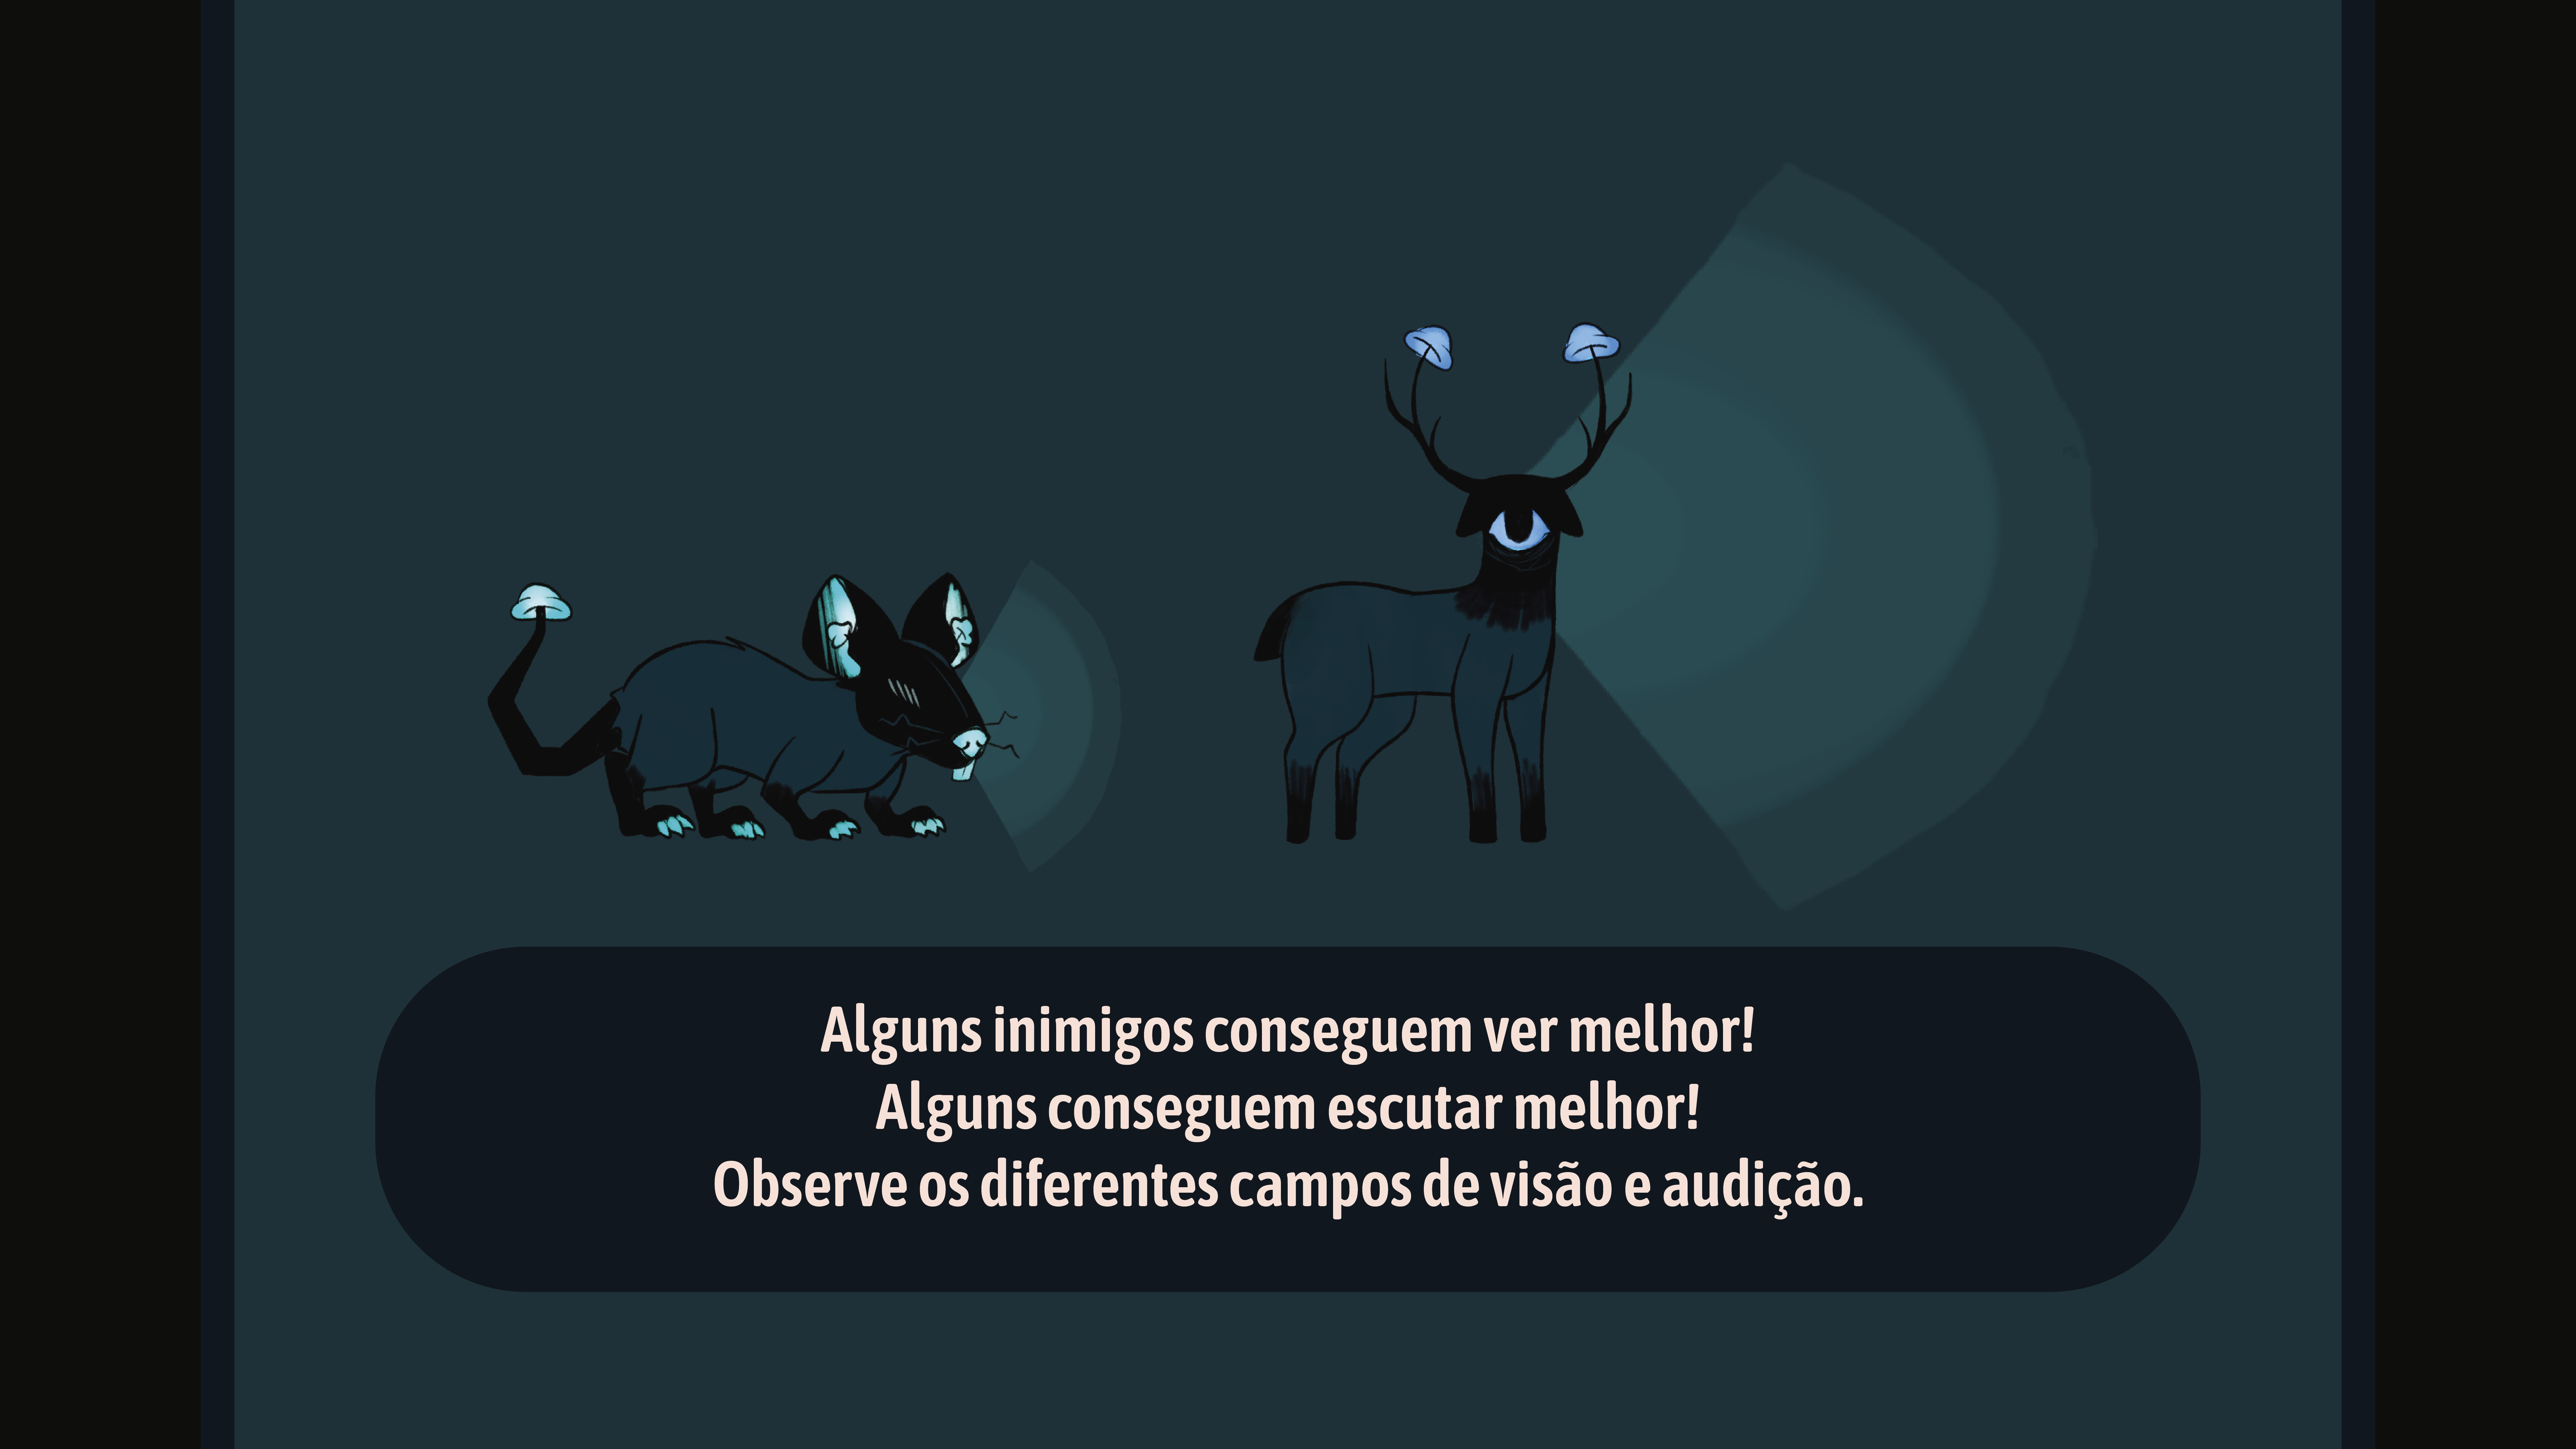 Alguns inimigos conseguem ver melhor!
Alguns conseguem escutar melhor!
Observe os diferentes campos de visão e audição.